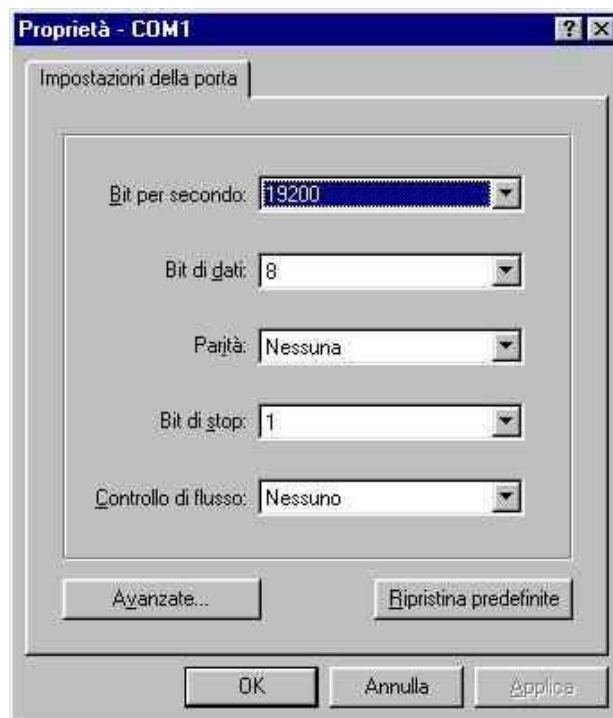 Proprietà - COM1
Impostazioni della porta
Bit per secondo: 19200
Bit di dati: 8
Parità: Nessuna
Bit di stop: 1
Controllo di flusso: Nessuno
Avanzate... Ripristina predefinite
OK Annulla Applica